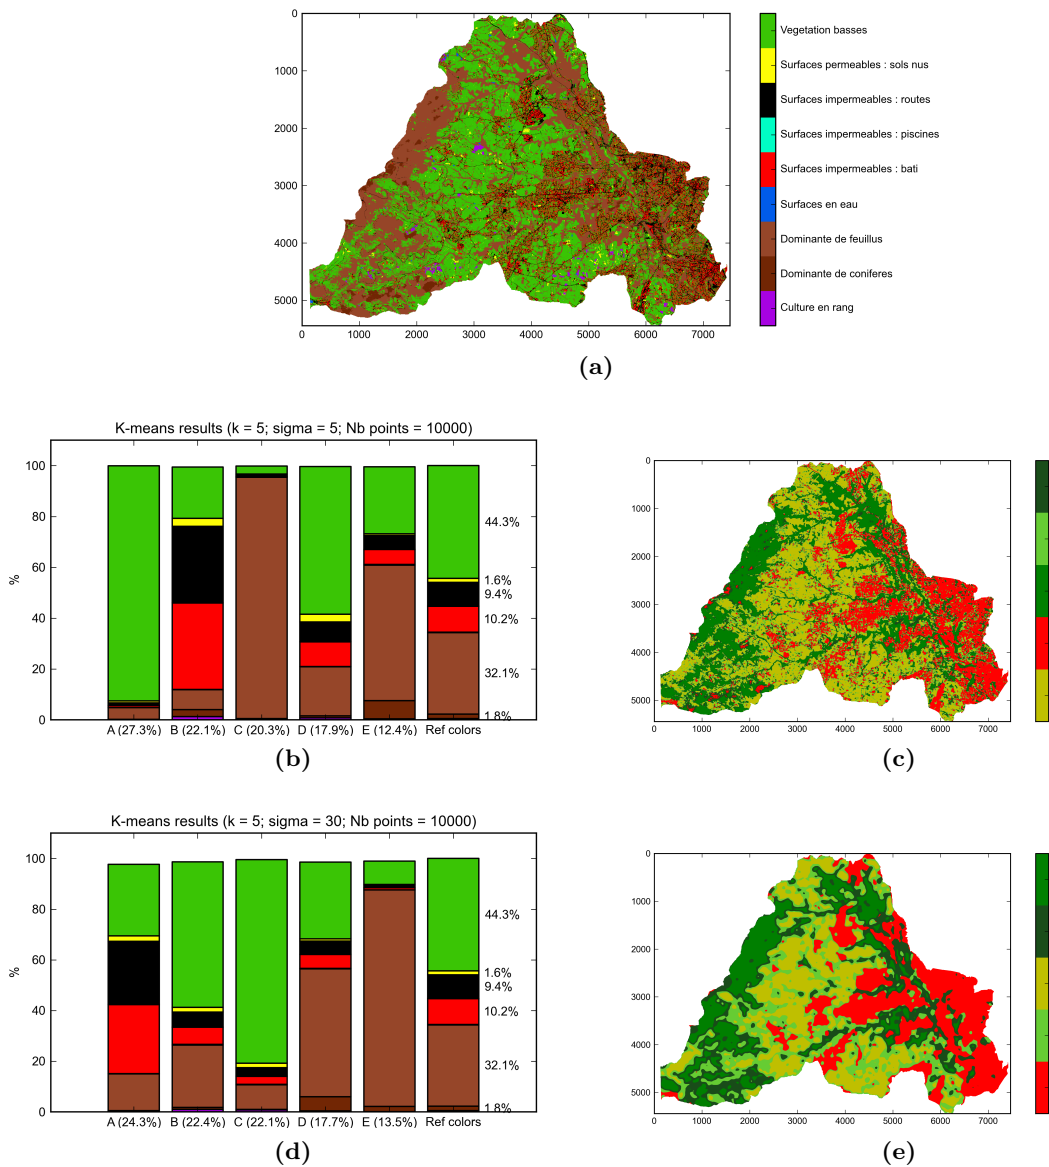 0
1000
2000
3000
4000
5000
0 1000 2000 3000 4000 5000 6000 7000
Vegetation basses
Surfaces permeables : sols nus
Surfaces impermeables : routes
Surfaces impermeables : piscines
Surfaces impermeables : bati
Surfaces en eau
Dominante de feuillus
Dominante de coniferes
Culture en rang
(a)
K-means results (k = 5; sigma = 5; Nb points = 10000)
%
100
80
60
40
20
0
44.3%
1.6%
9.4%
10.2%
32.1%
1.8%
A (27.3%) B (22.1%) C (20.3%) D (17.9%) E (12.4%) Ref colors
(b)
0
1000
2000
3000
4000
5000
0 1000 2000 3000 4000 5000 6000 7000
(c)
K-means results (k = 5; sigma = 30; Nb points = 10000)
%
100
80
60
40
20
0
44.3%
1.6%
9.4%
10.2%
32.1%
1.8%
A (24.3%) B (22.4%) C (22.1%) D (17.7%) E (13.5%) Ref colors
(d)
0
1000
2000
3000
4000
5000
0 1000 2000 3000 4000 5000 6000 7000
(e)